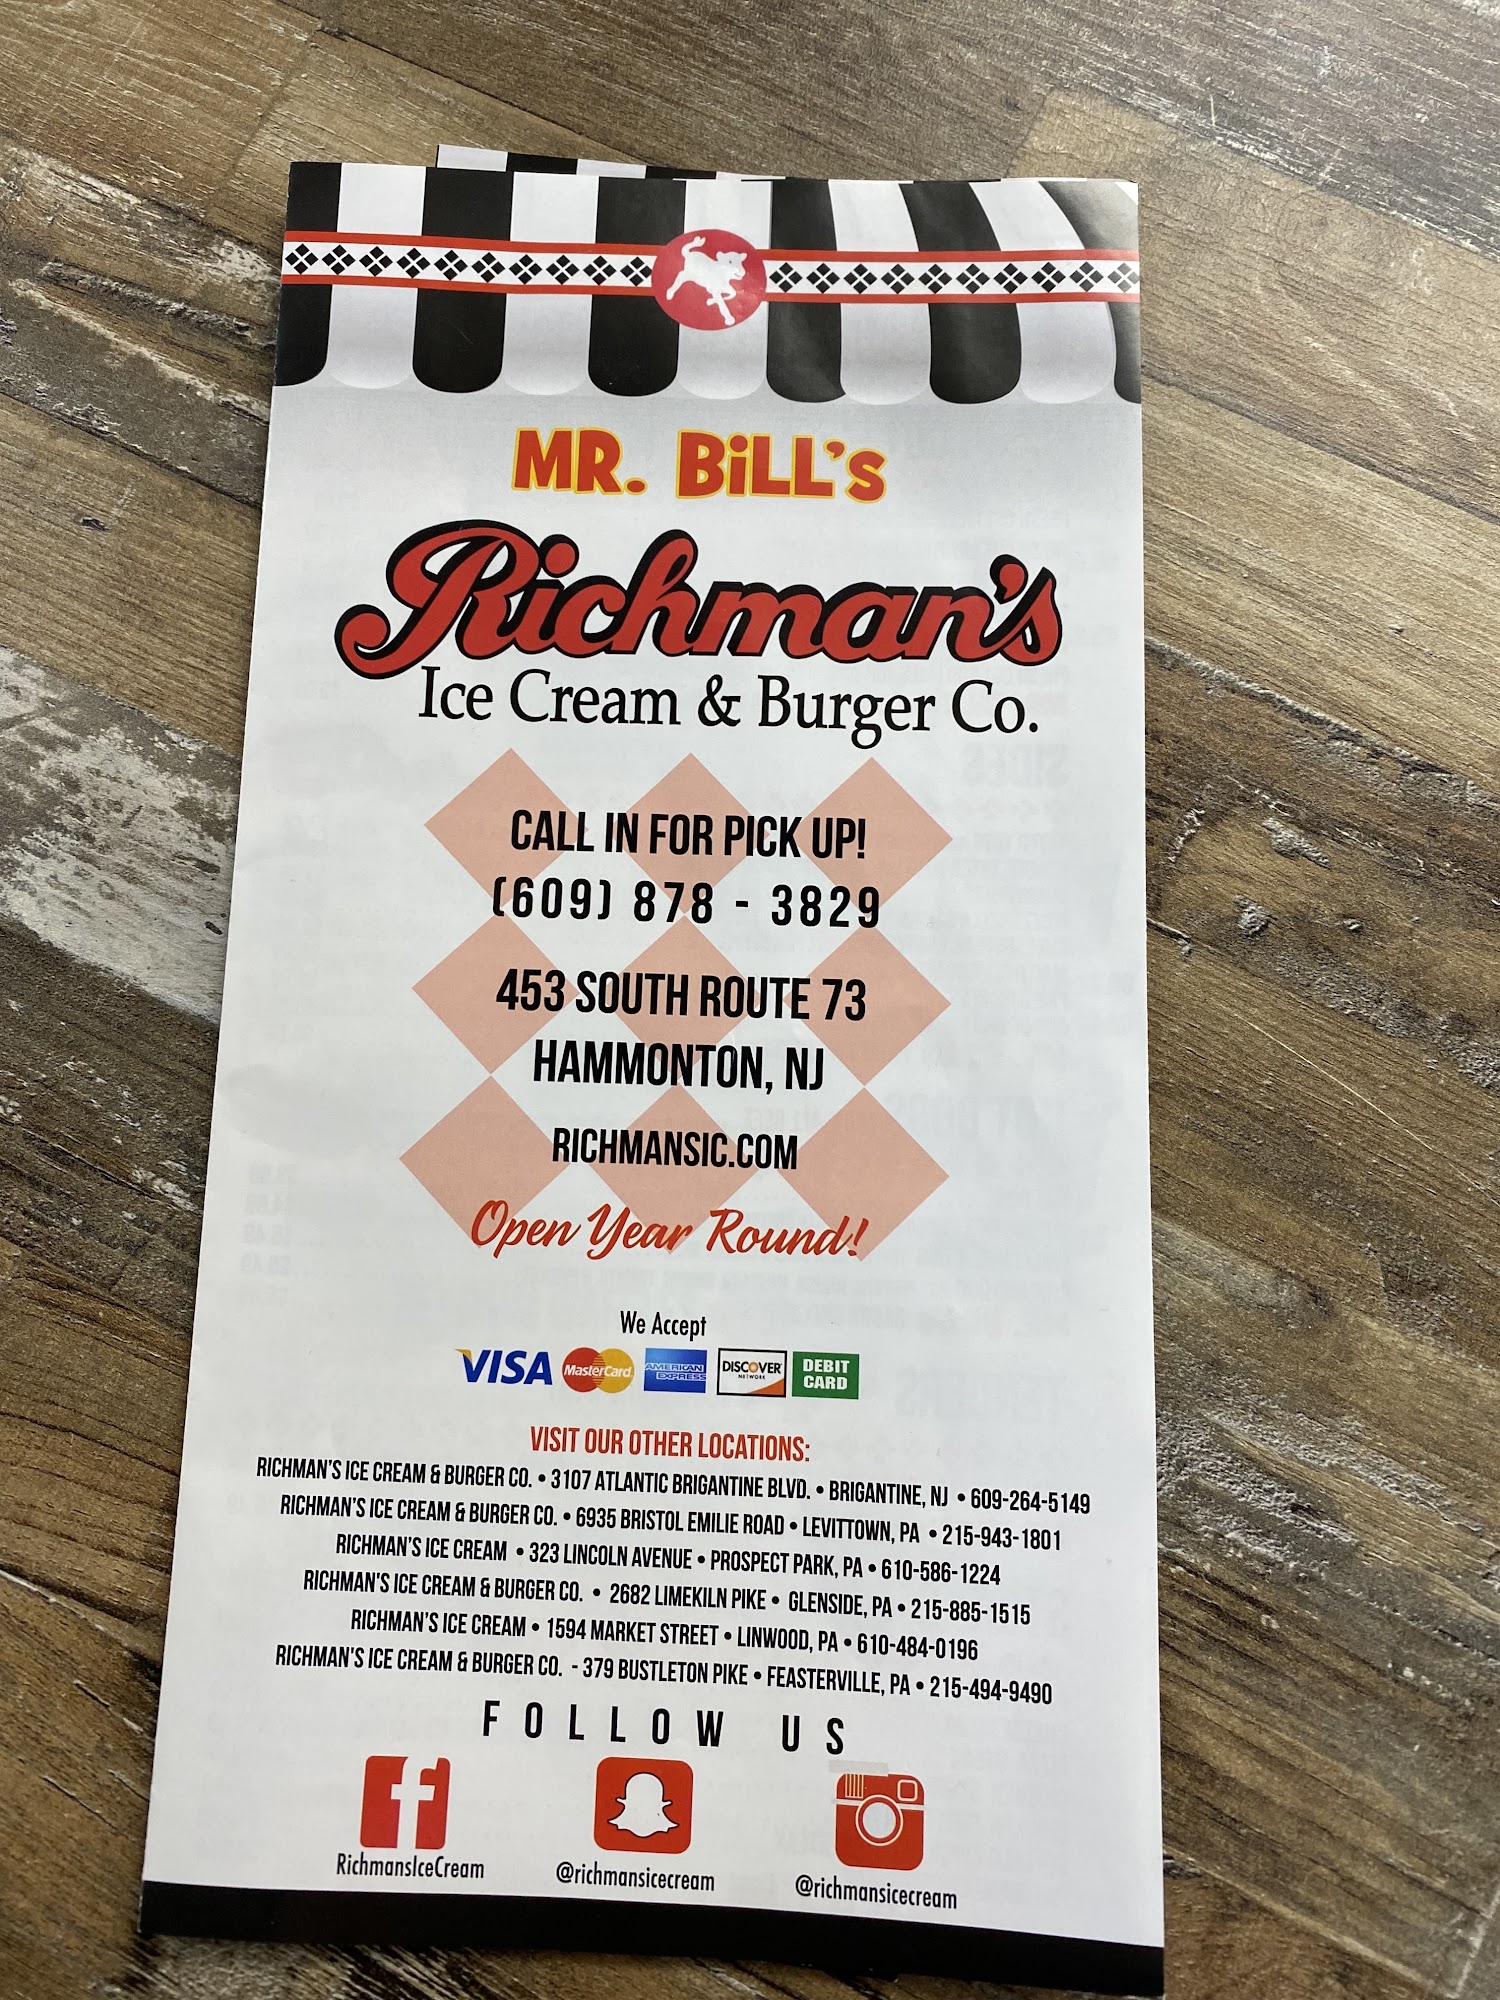 MR. BiLL's
Richman's
Ice Cream & Burger Co.
CALL IN FOR PICK UP!
(609) 878 - 3829
453 SOUTH ROUTE 73
HAMMONTON, NJ
RICHMANSIC.COM
Open Year Round!
We Accept
VISA MasterCard AMERICAN EXPRESS DISCOVER NETWORK DEBIT CARD
VISIT OUR OTHER LOCATIONS:
RICHMAN'S ICE CREAM & BURGER CO. • 3107 ATLANTIC BRIGANTINE BLVD. • BRIGANTINE, NJ • 609-264-5149
RICHMAN'S ICE CREAM & BURGER CO. • 6935 BRISTOL EMILIE ROAD • LEVITTOWN, PA • 215-943-1801
RICHMAN'S ICE CREAM • 323 LINCOLN AVENUE • PROSPECT PARK, PA • 610-586-1224
RICHMAN'S ICE CREAM & BURGER CO. • 2682 LIMEKILN PIKE • GLENSIDE, PA • 215-885-1515
RICHMAN'S ICE CREAM • 1594 MARKET STREET • LINWOOD, PA • 610-484-0196
RICHMAN'S ICE CREAM & BURGER CO. - 379 BUSTLETON PIKE • FEASTERVILLE, PA • 215-494-9490
FOLLOW US
RichmansIceCream @richmansicecream @richmansicecream